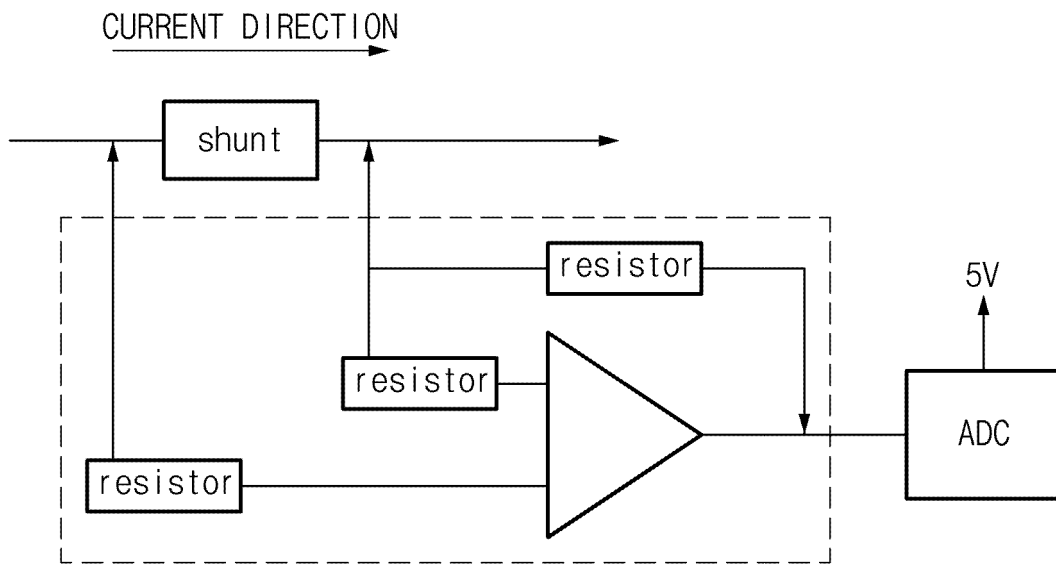 CURRENT DIRECTION
shunt
resistor
5V
resistor
ADC
resistor